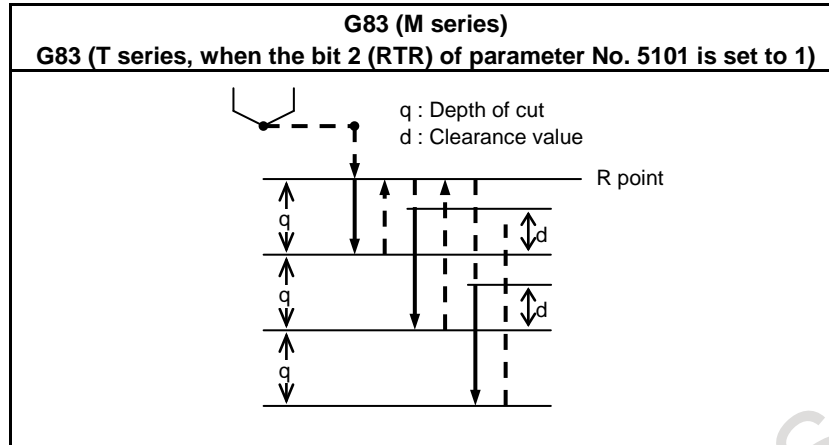 G83 (M series)
G83 (T series, when the bit 2 (RTR) of parameter No. 5101 is set to 1)
q : Depth of cut
d : Clearance value
R point
q
d
q
d
q